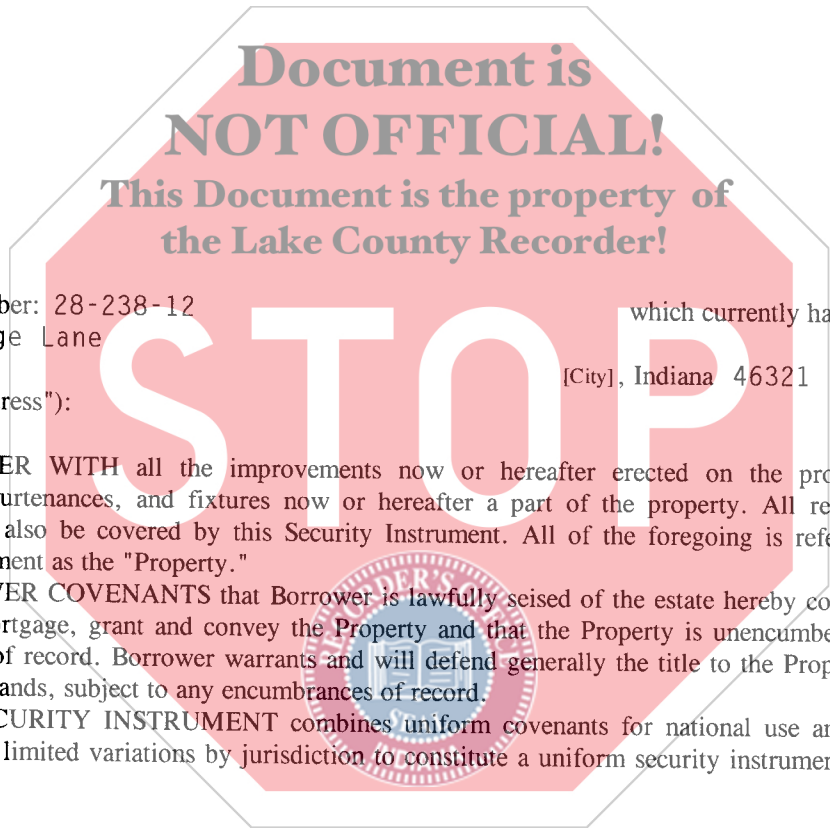 Document is
NOT OFFICIAL!
This Document is the property of
the Lake County Recorder!
STOP
ber: 28-238-12 which currently ha
ge Lane
[City], Indiana 46321
ress"):
ER WITH all the improvements now or hereafter erected on the pro
urtenances, and fixtures now or hereafter a part of the property. All re
also be covered by this Security Instrument. All of the foregoing is refe
ment as the "Property."
VER COVENANTS that Borrower is lawfully seised of the estate hereby co
rtgage, grant and convey the Property and that the Property is unencumbe
of record. Borrower warrants and will defend generally the title to the Prop
ands, subject to any encumbrances of record.
CURITY INSTRUMENT combines uniform covenants for national use an
limited variations by jurisdiction to constitute a uniform security instrumen
RECORDER'S OFFICE
SEAL
INDIANA